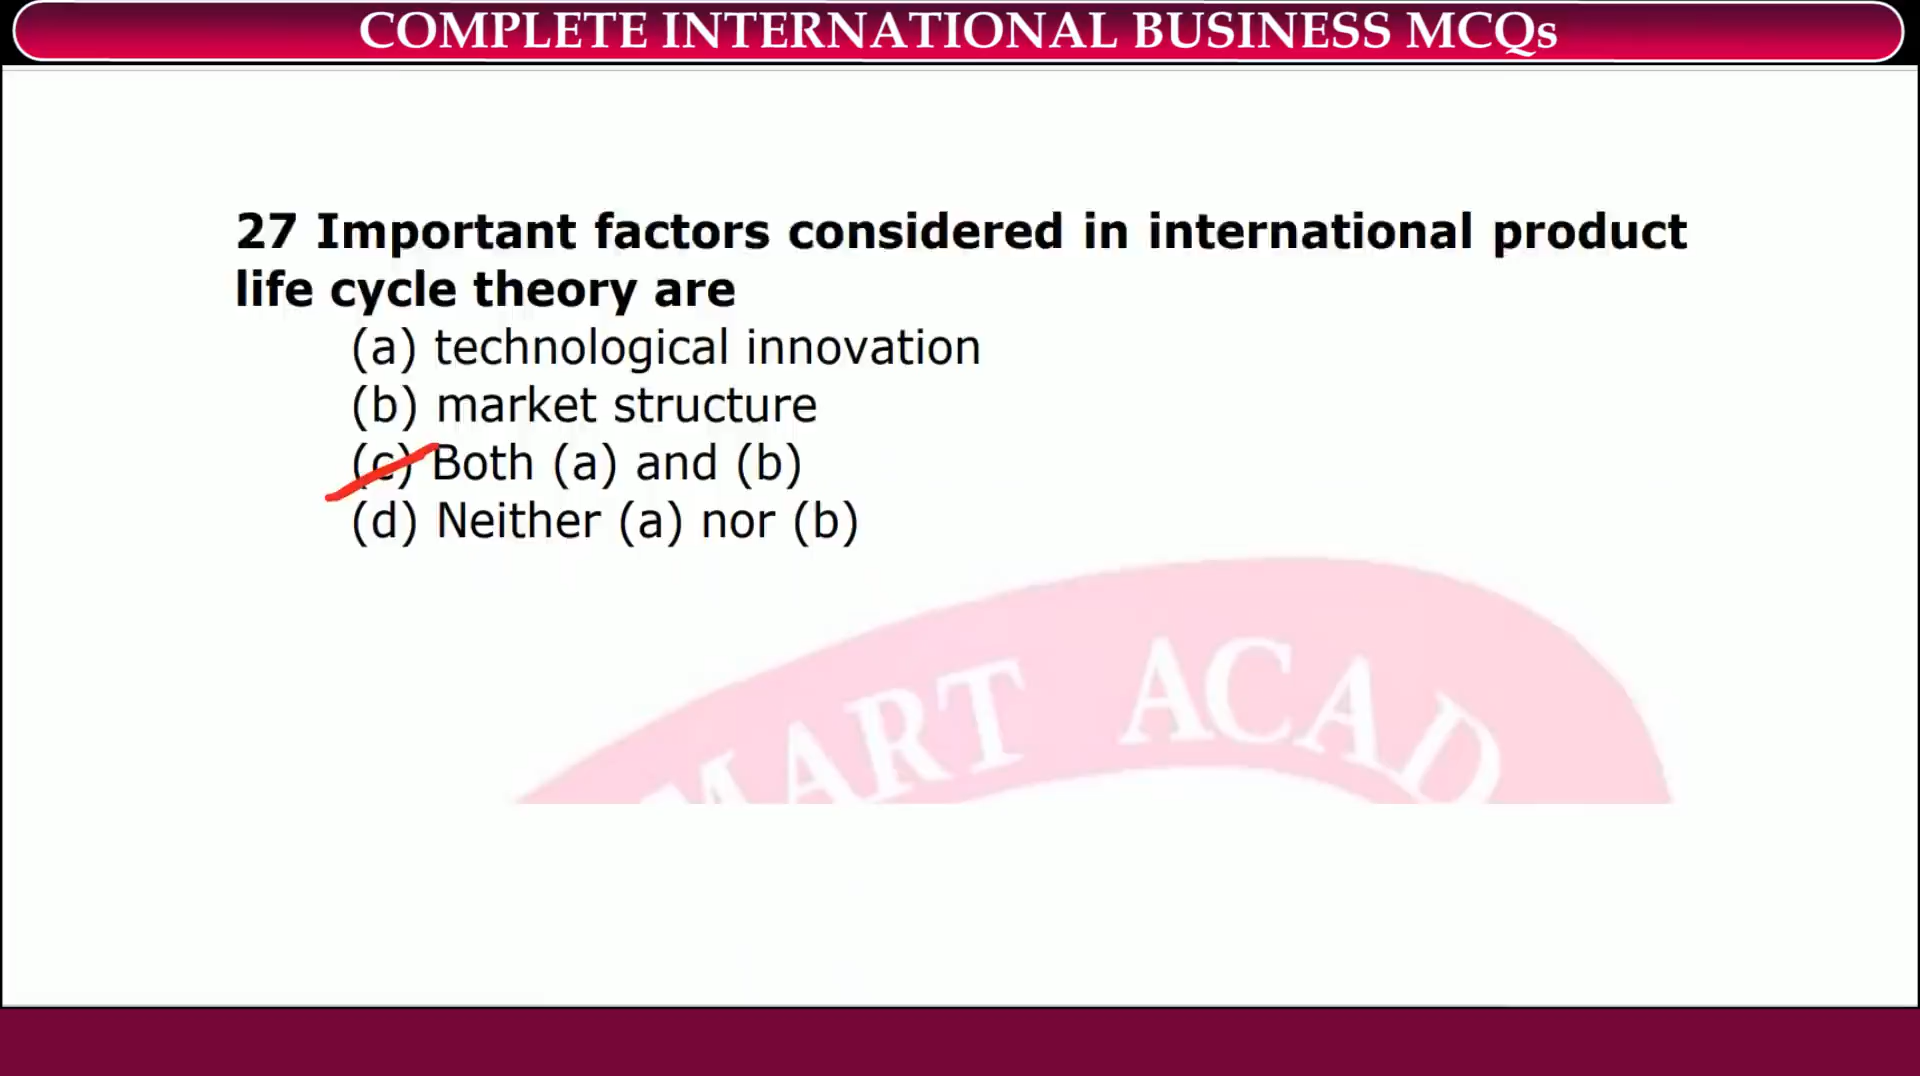 COMPLETE INTERNATIONAL BUSINESS MCQs
27 Important factors considered in international product
life cycle theory are
(a) technological innovation
(b) market structure
(c) Both (a) and (b)
(d) Neither (a) nor (b)
MART ACAD